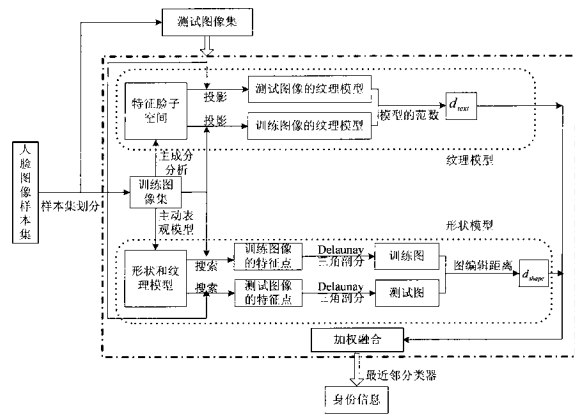 测试图像集
特征脸子
空间
投影
测试图像的纹理模型
投影
训练图像的纹理模型
模型的范数
d_text
纹理模型
人脸图像样本集
样本集划分
主成分
分析
训练图
像集
主动表
观模型
形状模型
形状和纹
理模型
搜索
训练图像
的特征点
Delaunay
三角剖分
训练图
搜索
测试图像
的特征点
Delaunay
三角剖分
测试图
图编辑距离
d_shape
加权融合
最近邻分类器
身份信息